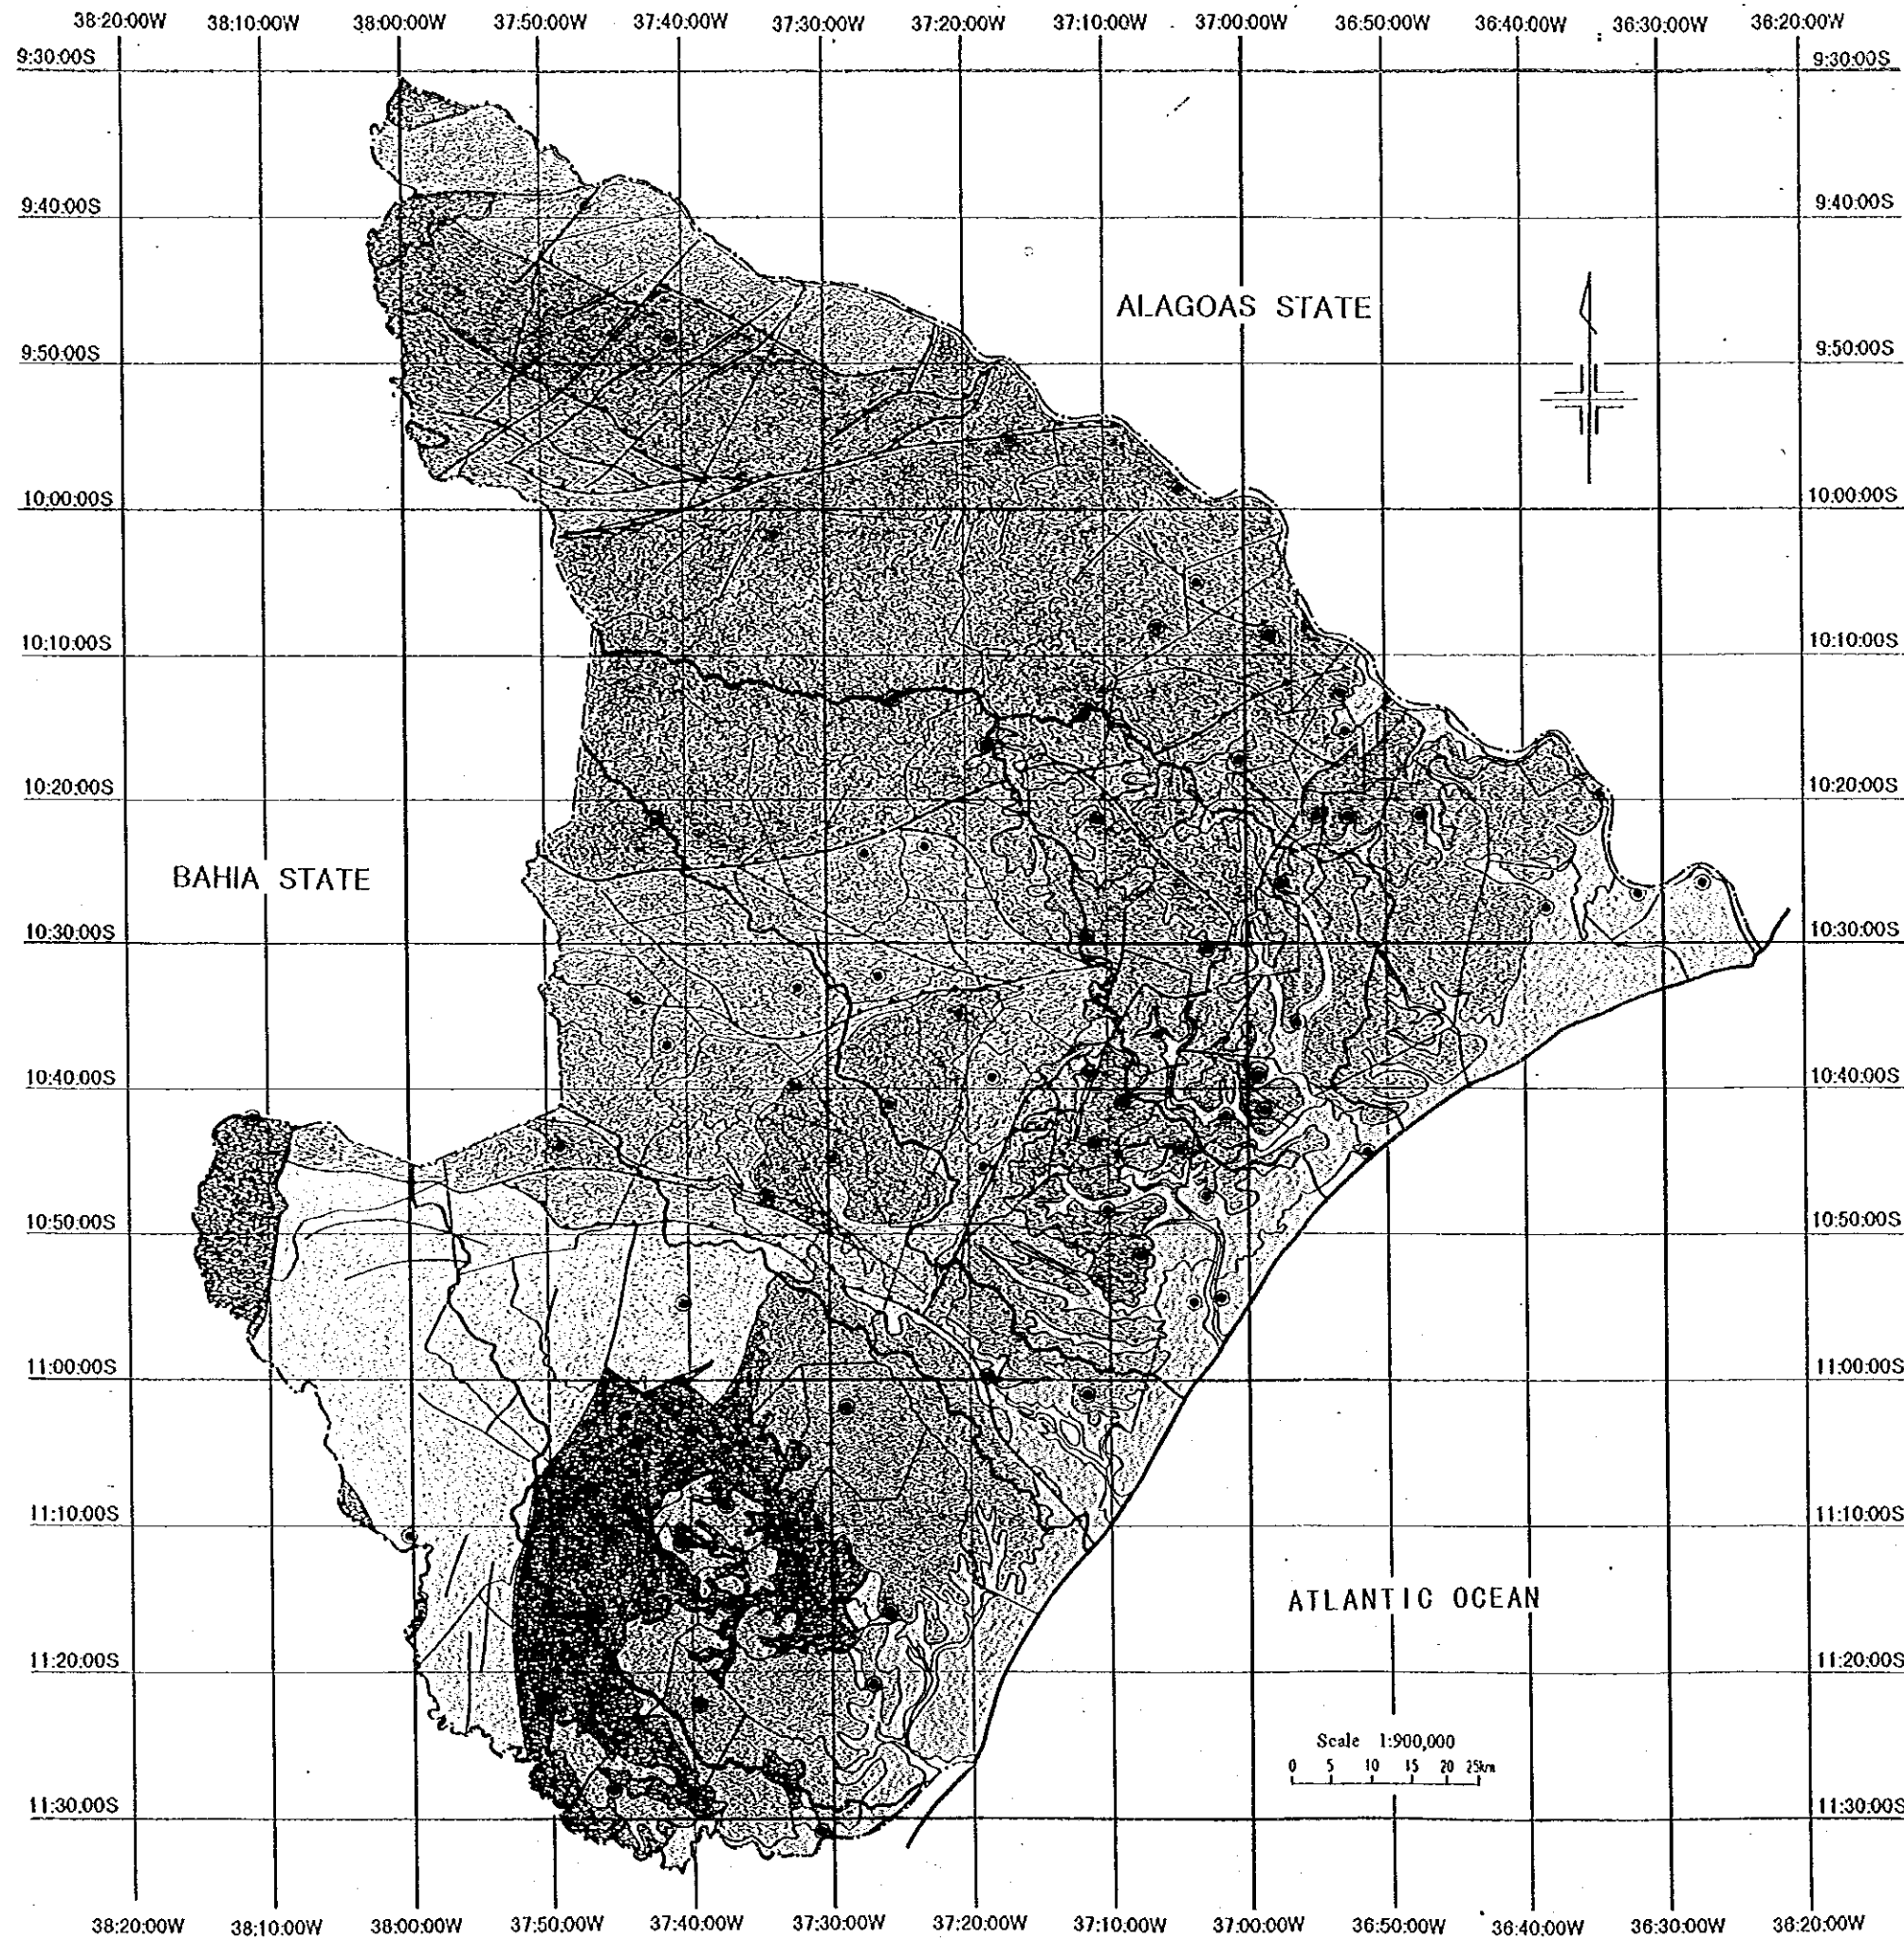 38:20:00W 38:10:00W 38:00:00W 37:50:00W 37:40:00W 37:30:00W 37:20:00W 37:10:00W 37:00:00W 36:50:00W 36:40:00W 36:30:00W 36:20:00W
9:30:00S 9:30:00S
9:40:00S 9:40:00S
ALAGOAS STATE
9:50:00S 9:50:00S
10:00:00S 10:00:00S
10:10:00S 10:10:00S
10:20:00S 10:20:00S
BAHIA STATE
10:30:00S 10:30:00S
10:40:00S 10:40:00S
10:50:00S 10:50:00S
11:00:00S 11:00:00S
11:10:00S 11:10:00S
ATLANTIC OCEAN
11:20:00S 11:20:00S
Scale 1:900,000
0 5 10 15 20 25km
11:30:00S 11:30:00S
38:20:00W 38:10:00W 38:00:00W 37:50:00W 37:40:00W 37:30:00W 37:20:00W 37:10:00W 37:00:00W 36:50:00W 36:40:00W 36:30:00W 36:20:00W